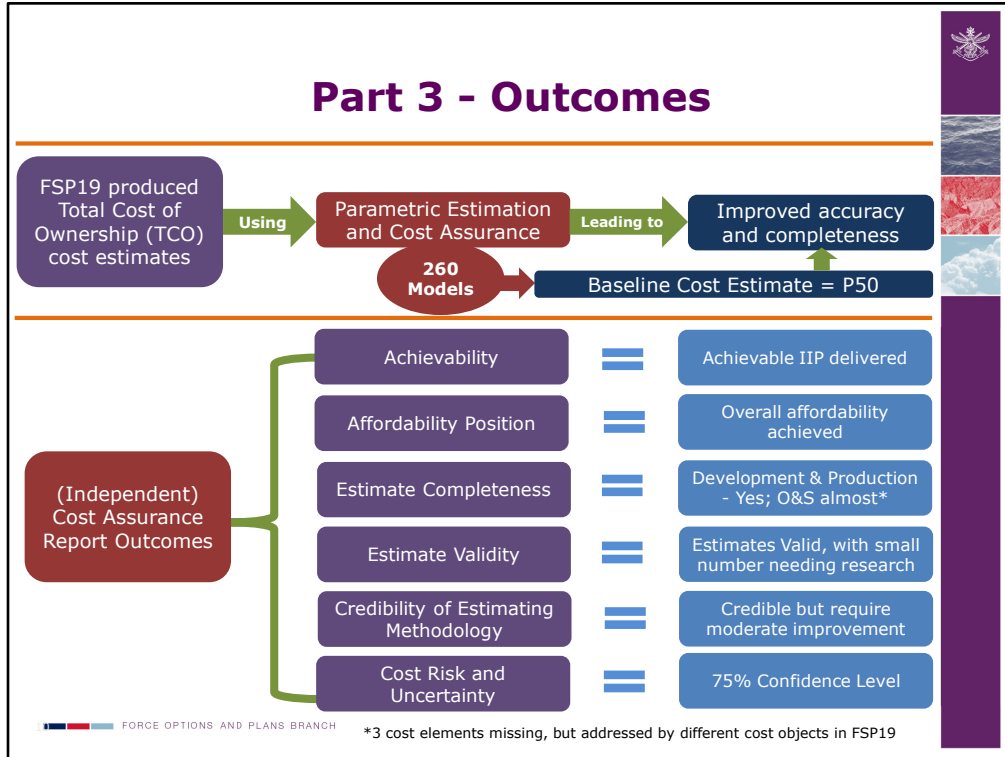 Part 3 - Outcomes
FSP19 produced
Total Cost of
Ownership (TCO)
cost estimates
Using
Parametric Estimation
and Cost Assurance
Leading to
Improved accuracy
and completeness
260
Models
Baseline Cost Estimate = P50
(Independent)
Cost Assurance
Report Outcomes
Achievability
=
Achievable IIP delivered
Affordability Position
=
Overall affordability
achieved
Estimate Completeness
=
Development & Production
- Yes; O&S almost*
Estimate Validity
=
Estimates Valid, with small
number needing research
Credibility of Estimating
Methodology
=
Credible but require
moderate improvement
Cost Risk and
Uncertainty
=
75% Confidence Level
FORCE OPTIONS AND PLANS BRANCH
*3 cost elements missing, but addressed by different cost objects in FSP19